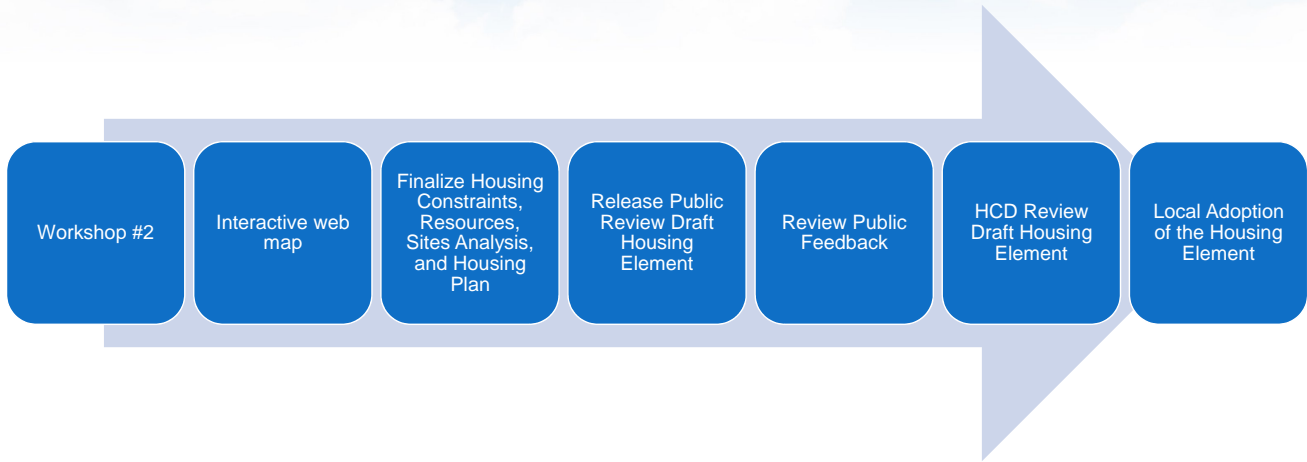 Workshop #2
Interactive web
map
Finalize Housing
Constraints,
Resources,
Sites Analysis,
and Housing
Plan
Release Public
Review Draft
Housing
Element
Review Public
Feedback
HCD Review
Draft Housing
Element
Local Adoption
of the Housing
Element